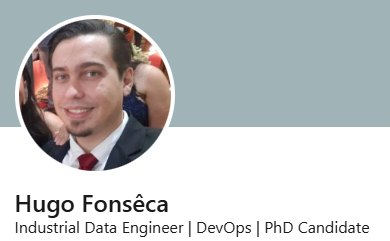 Hugo Fonsêca
Industrial Data Engineer | DevOps | PhD Candidate